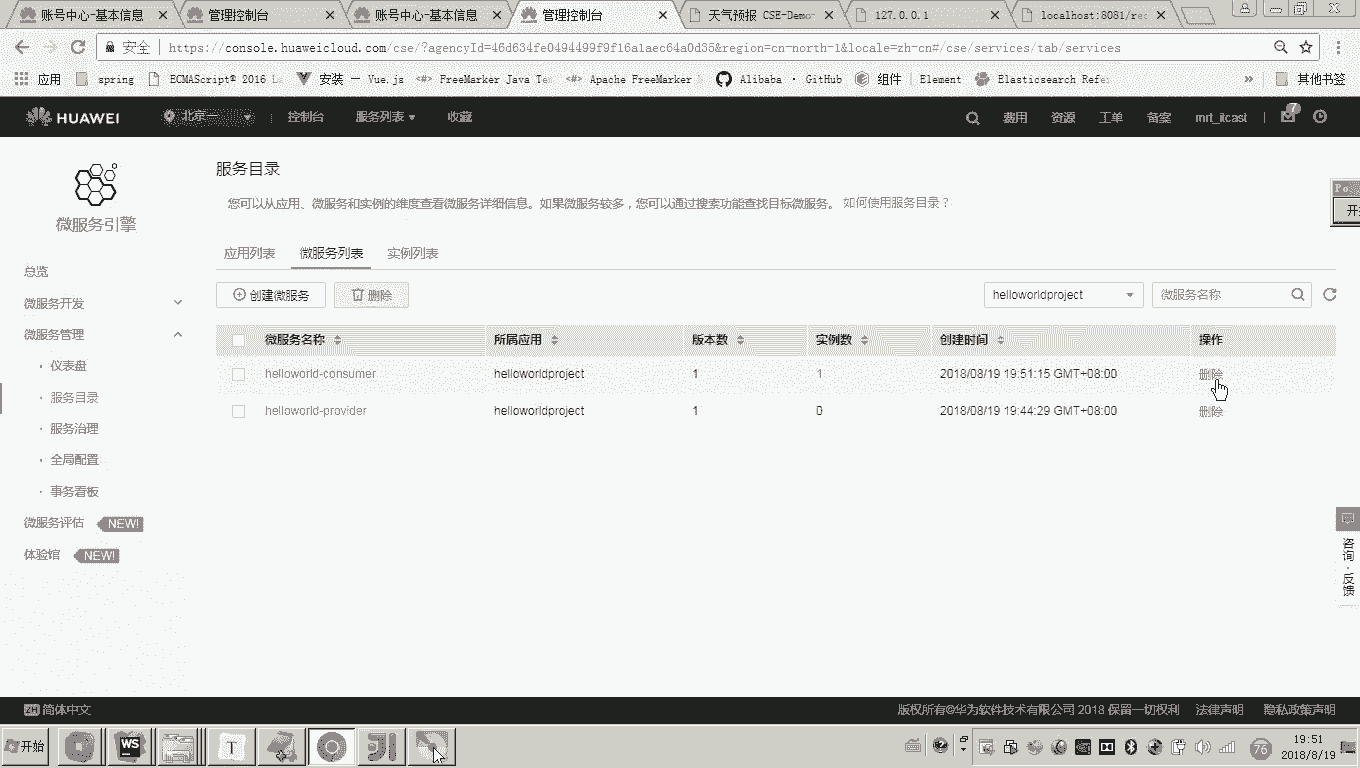 账号中心-基本信息 管理控制台 账号中心-基本信息 管理控制台 天气预报 CSE-Demo 127.0.0.1 localhost:8081/re
安全 https://console.huaweicloud.com/cse/?agencyId=46d634fe0494499f9f16a1aec64a0d35&region=cn-north-1&locale=zh-cn#/cse/services/tab/services
应用 spring ECMAScript® 2016 L 安装 — Vue.js FreeMarker Java Te Apache FreeMarker Alibaba · GitHub 组件 | Element Elasticsearch Refe » 其他书签
HUAWEI 北京一 控制台 服务列表 收藏 费用 资源 工单 备案 mrt_itcast 7
服务目录
您可以从应用、微服务和实例的维度查看微服务详细信息。如果微服务较多，您可以通过搜索功能查找目标微服务。 如何使用服务目录？
微服务引擎
总览
微服务开发
微服务管理
仪表盘
服务目录
服务治理
全局配置
事务看板
微服务评估 NEW!
体验馆 NEW!
应用列表 微服务列表 实例列表
创建微服务 删除 helloworldproject 微服务名称
微服务名称 所属应用 版本数 实例数 创建时间 操作
helloworld-consumer helloworldproject 1 1 2018/08/19 19:51:15 GMT+08:00 删除
helloworld-provider helloworldproject 1 0 2018/08/19 19:44:29 GMT+08:00 删除
Po
开
咨询·反馈
ZH 简体中文 版权所有©华为软件技术有限公司 2018 保留一切权利 法律声明 隐私政策声明
开始 WS T 76 19:51
2018/8/19